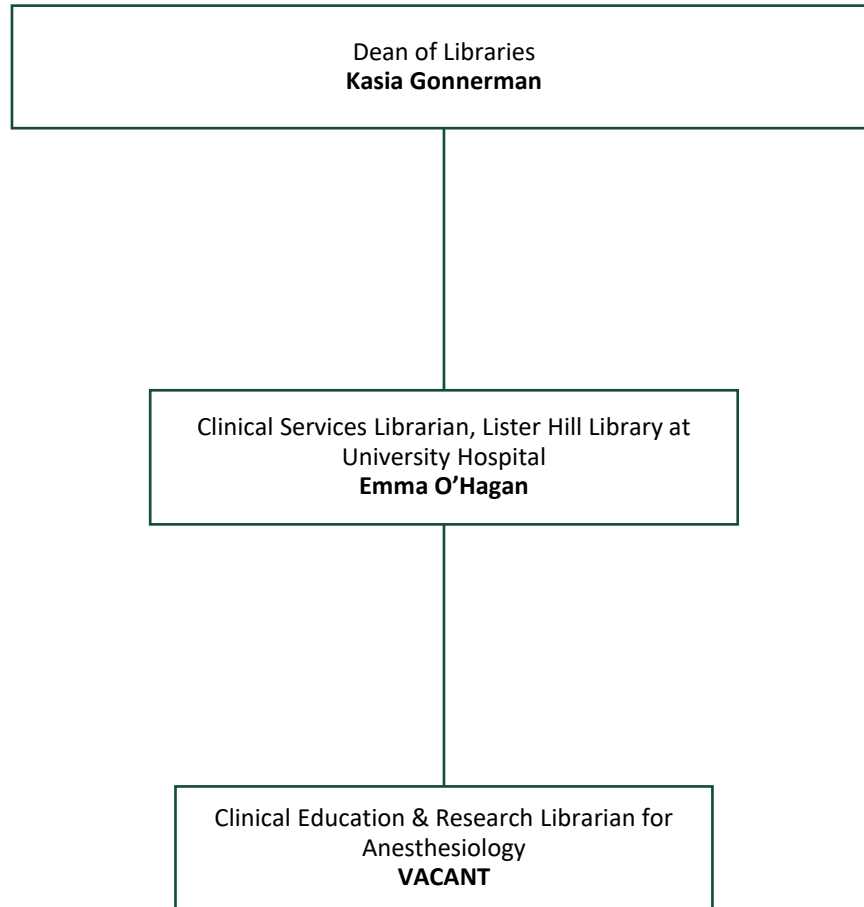 Dean of Libraries
Kasia Gonnerman
Clinical Services Librarian, Lister Hill Library at
University Hospital
Emma O’Hagan
Clinical Education & Research Librarian for
Anesthesiology
VACANT